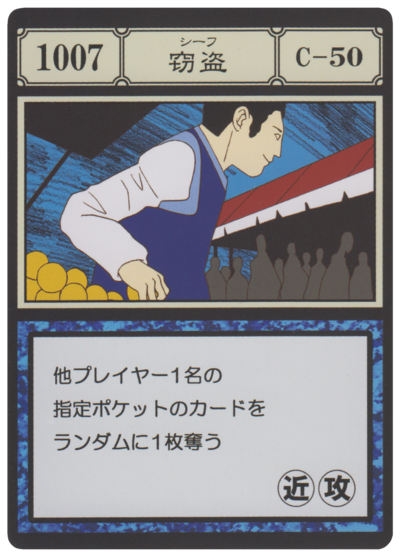 1007
シーフ
窃盗
C-50
他プレイヤー1名の
指定ポケットのカードを
ランダムに1枚奪う
近 攻